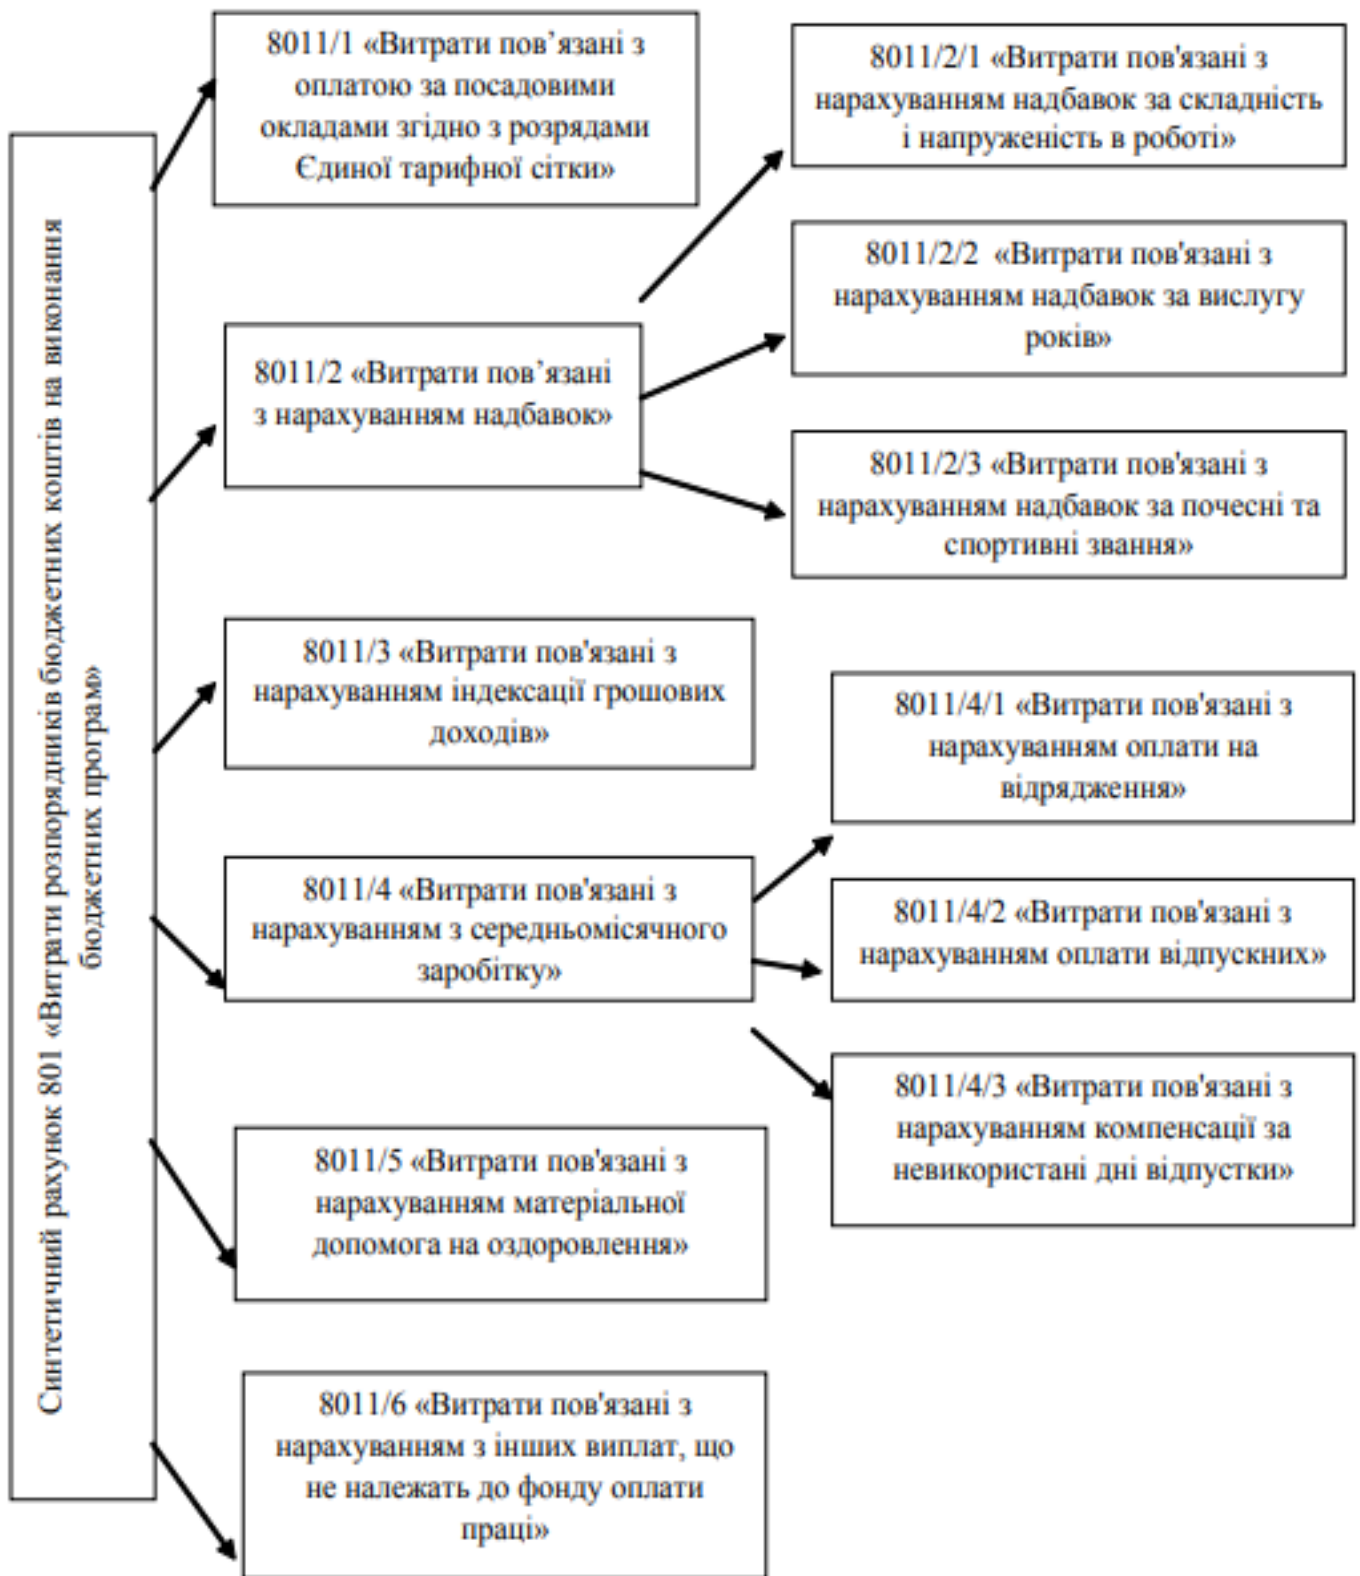 Синтетичний рахунок 801 «Витрати розпорядників бюджетних коштів на виконання
бюджетних програм»
8011/1 «Витрати пов’язані з
оплатою за посадовими
окладами згідно з розрядами
Єдиної тарифної сітки»
8011/2 «Витрати пов’язані
з нарахуванням надбавок»
8011/2/1 «Витрати пов'язані з
нарахуванням надбавок за складність
і напруженість в роботі»
8011/2/2 «Витрати пов'язані з
нарахуванням надбавок за вислугу
років»
8011/2/3 «Витрати пов'язані з
нарахуванням надбавок за почесні та
спортивні звання»
8011/3 «Витрати пов'язані з
нарахуванням індексації грошових
доходів»
8011/4 «Витрати пов'язані з
нарахуванням з середньомісячного
заробітку»
8011/4/1 «Витрати пов'язані з
нарахуванням оплати на
відрядження»
8011/4/2 «Витрати пов'язані з
нарахуванням оплати відпускних»
8011/4/3 «Витрати пов'язані з
нарахуванням компенсації за
невикористані дні відпустки»
8011/5 «Витрати пов'язані з
нарахуванням матеріальної
допомога на оздоровлення»
8011/6 «Витрати пов'язані з
нарахуванням з інших виплат, що
не належать до фонду оплати
праці»